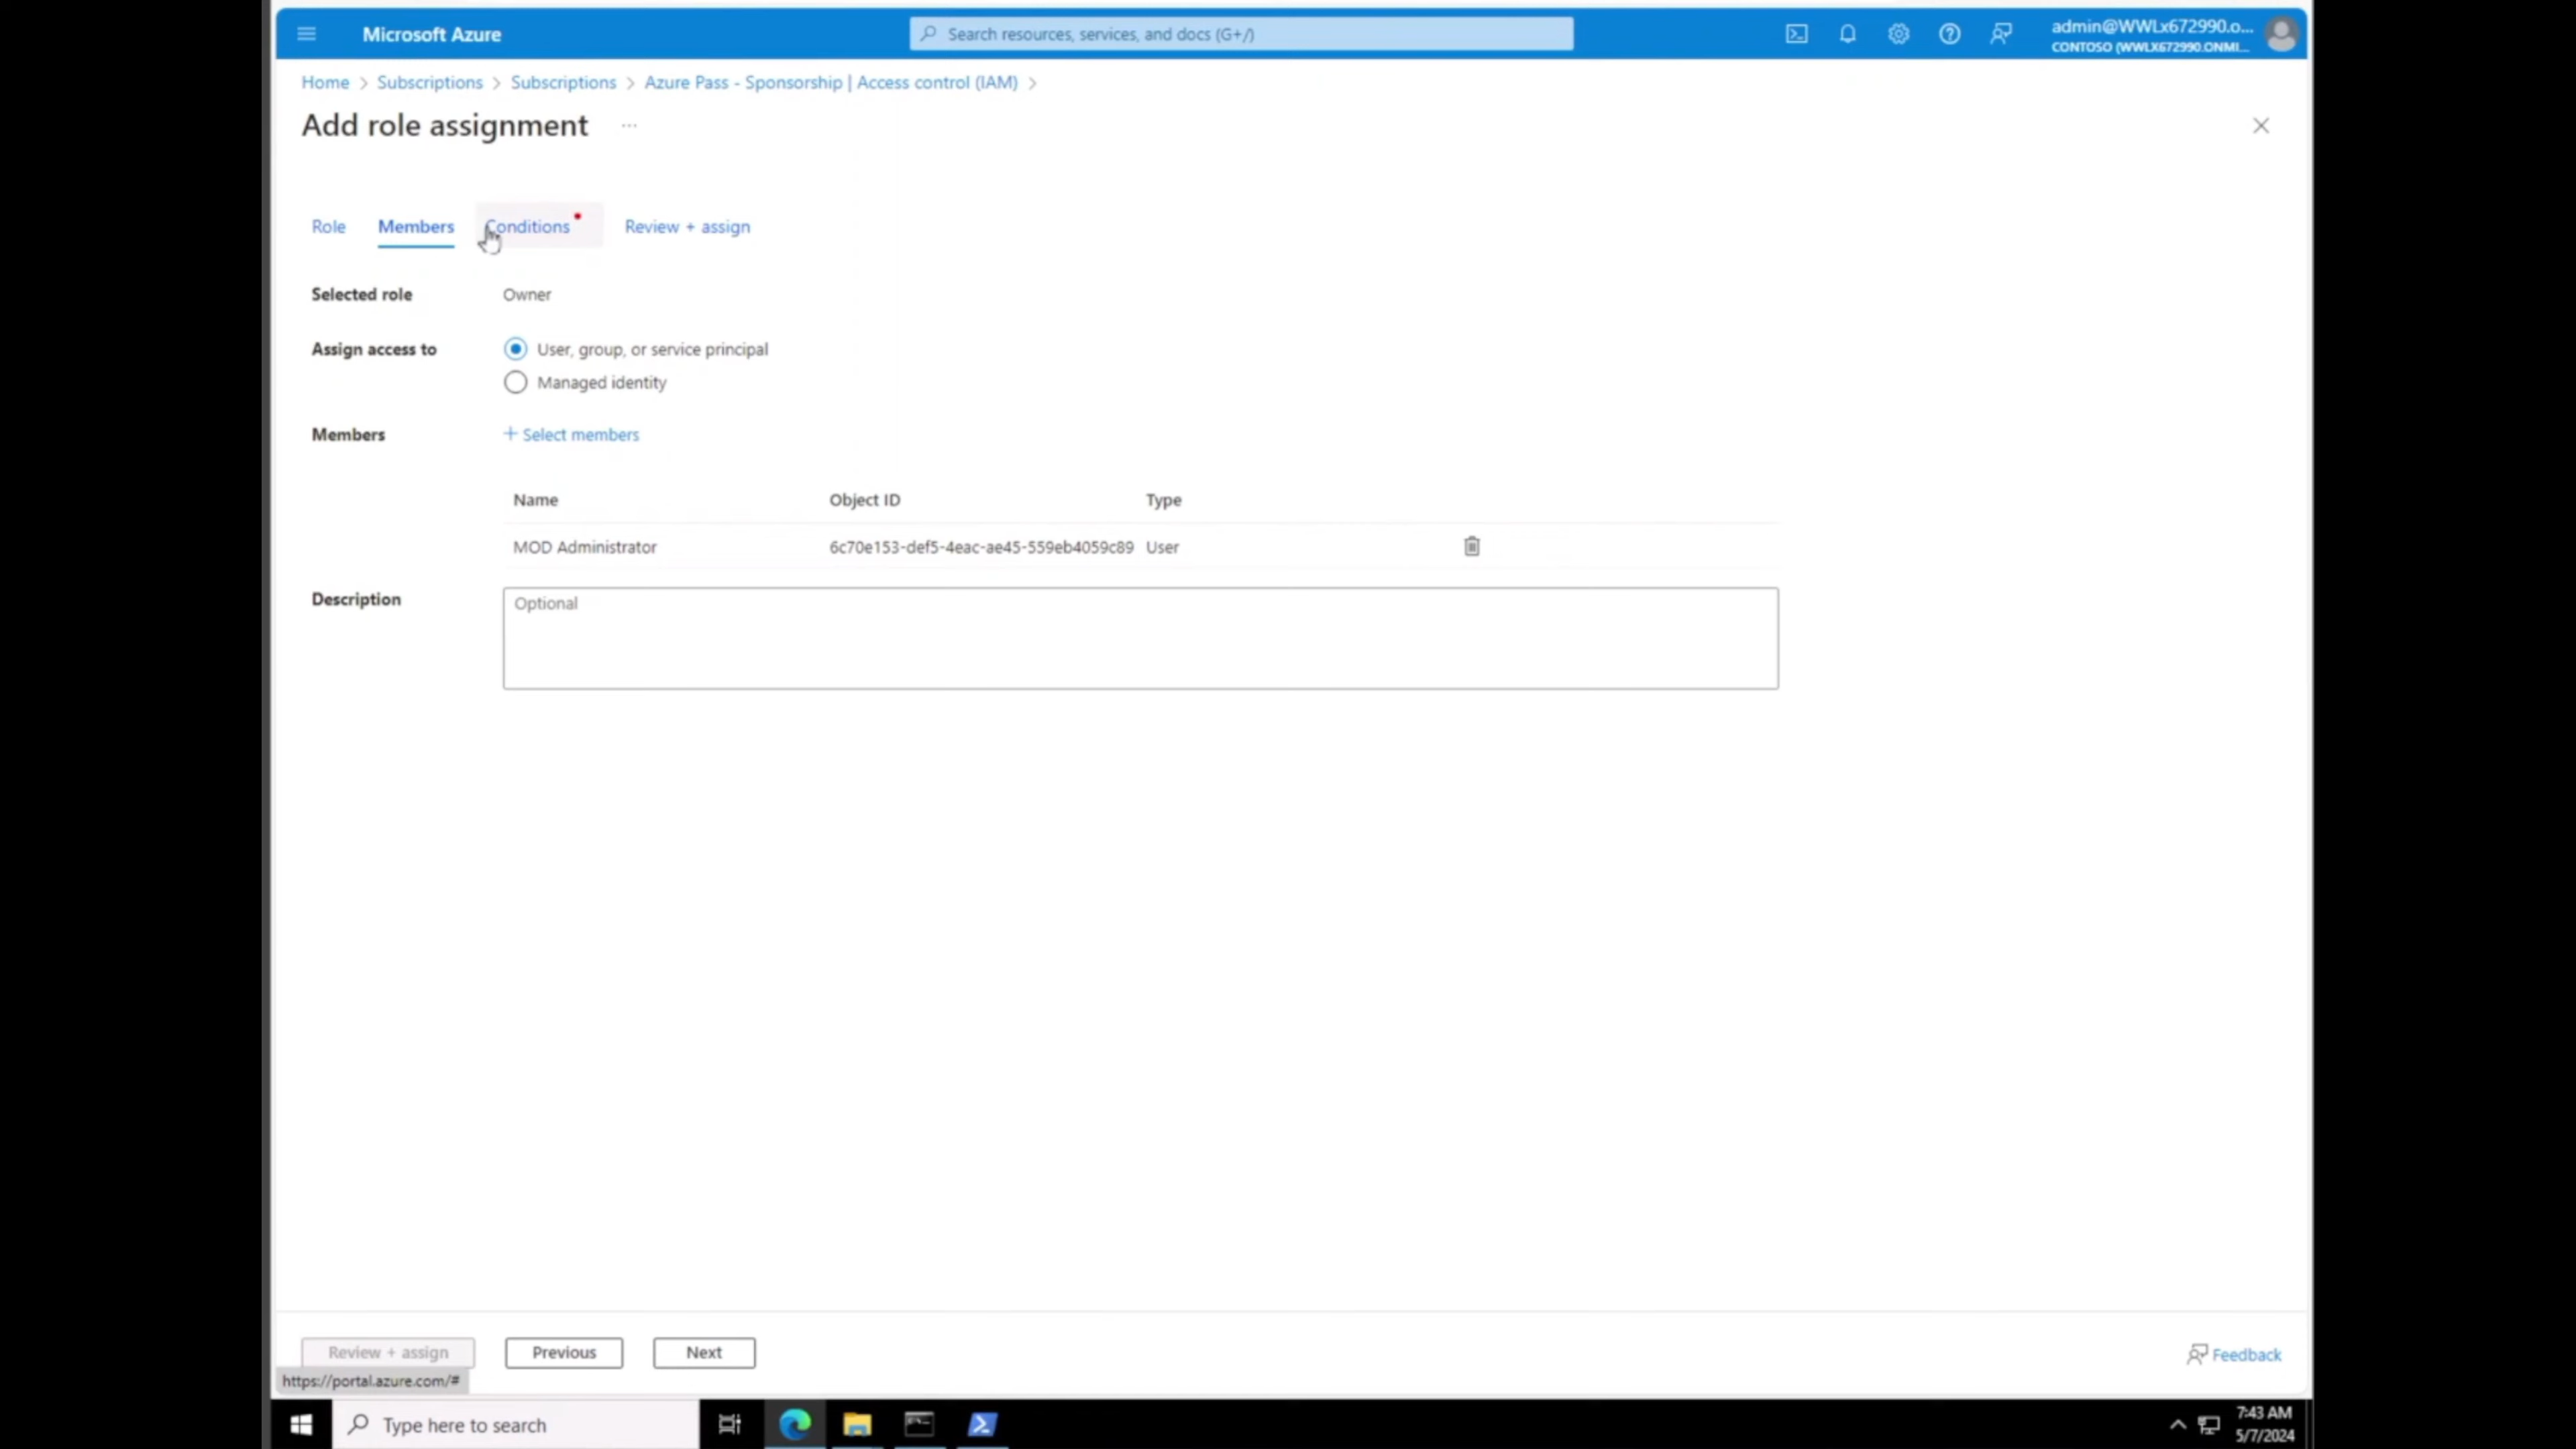 Microsoft Azure
Search resources, services, and docs (G+/)
admin@WWLx672990.o...
CONTOSO (WWLX672990.ONMI...
Home > Subscriptions > Subscriptions > Azure Pass - Sponsorship | Access control (IAM) >
Add role assignment ...
Role Members Conditions Review + assign
Selected role Owner
Assign access to User, group, or service principal
Managed identity
Members + Select members
Name Object ID Type
MOD Administrator 6c70e153-def5-4eac-ae45-559eb4059c89 User
Description Optional
Review + assign Previous Next Feedback
https://portal.azure.com/#
Type here to search
7:43 AM
5/7/2024